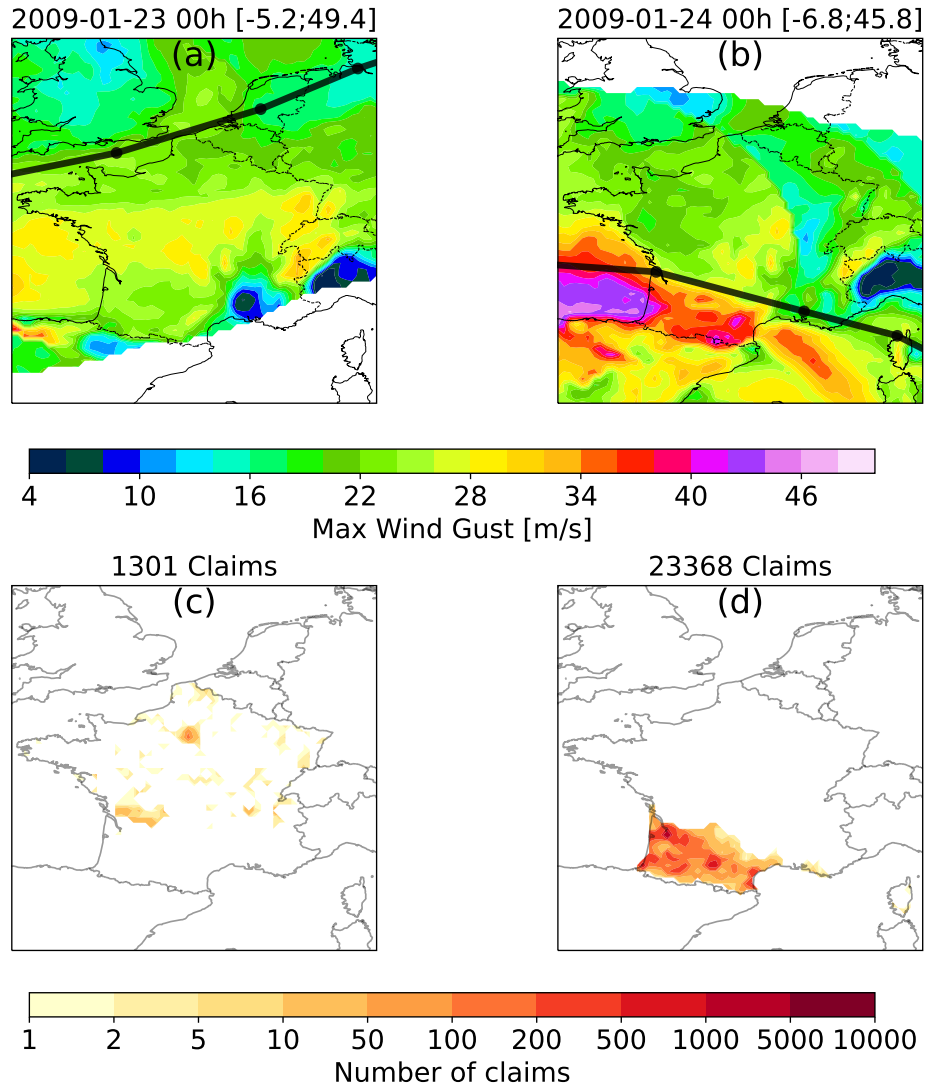 2009-01-23 00h [-5.2;49.4]
2009-01-24 00h [-6.8;45.8]
(a)
(b)
4 10 16 22 28 34 40 46
Max Wind Gust [m/s]
1301 Claims
23368 Claims
(c)
(d)
1 2 5 10 50 100 200 500 1000 5000 10000
Number of claims